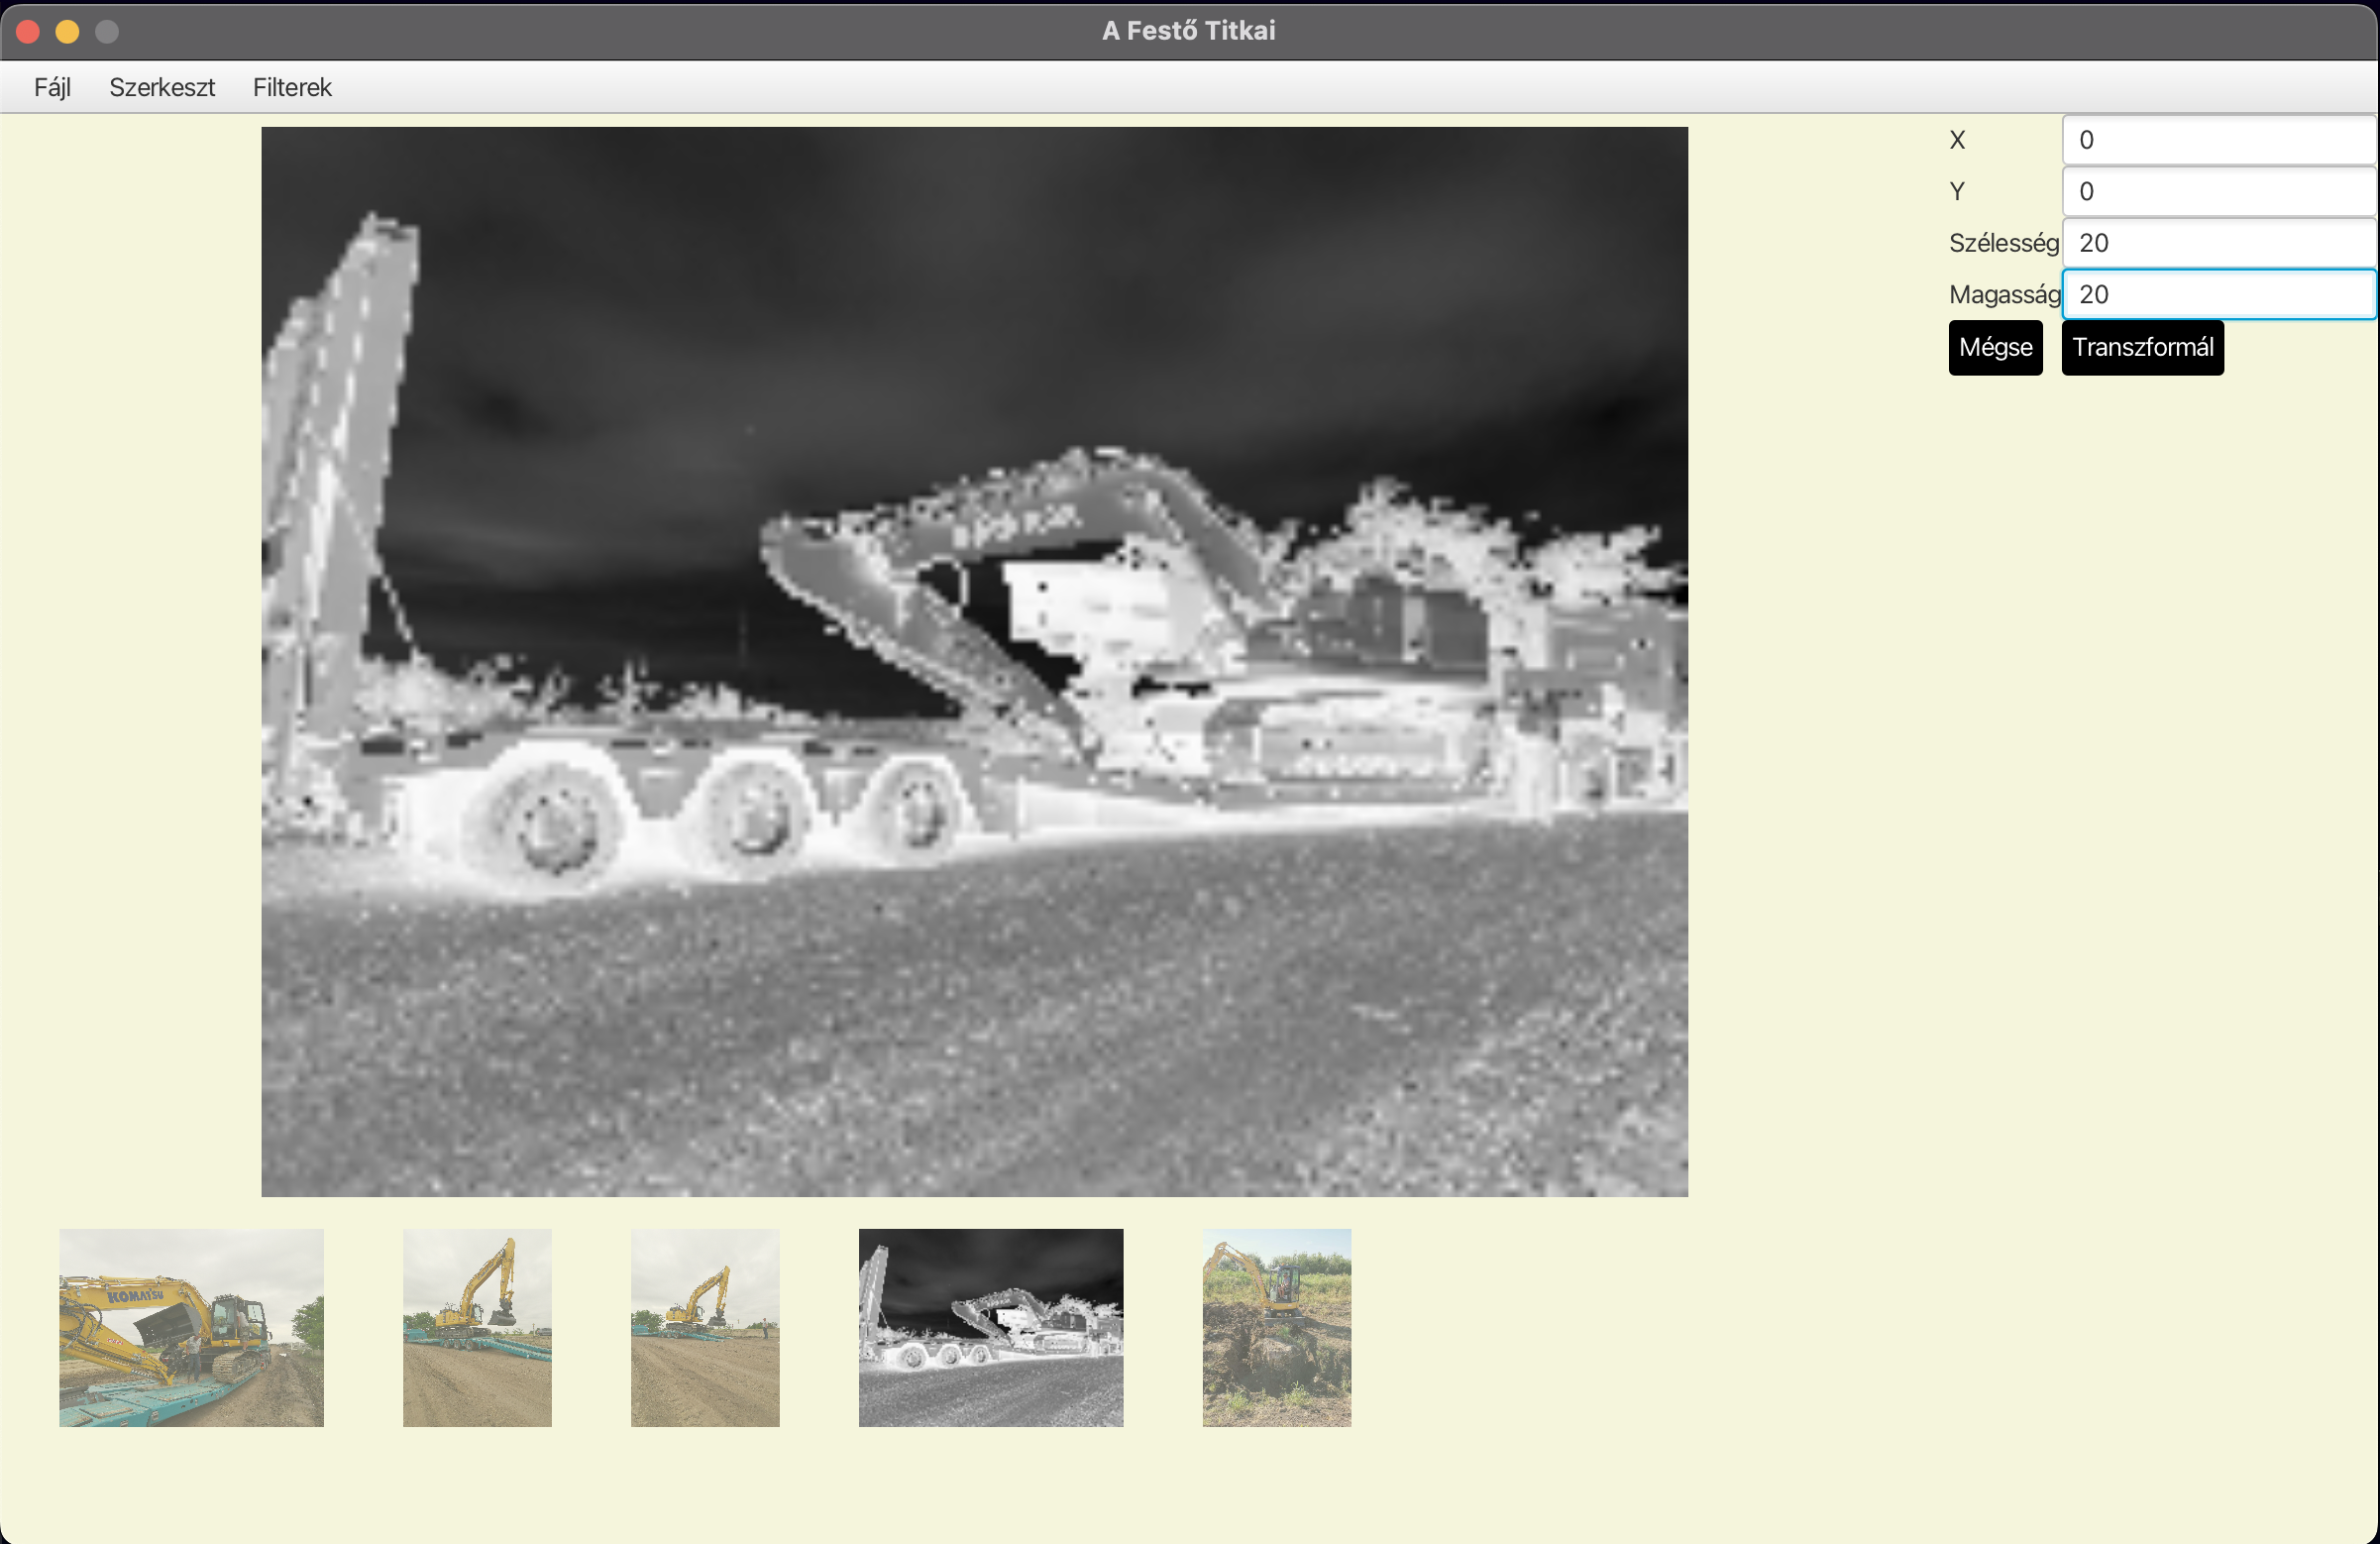 A Festő Titkai
Fájl Szerkeszt Filterek
X 0
Y 0
Szélesség 20
Magasság 20
Mégse Transzformál
KOMATSU